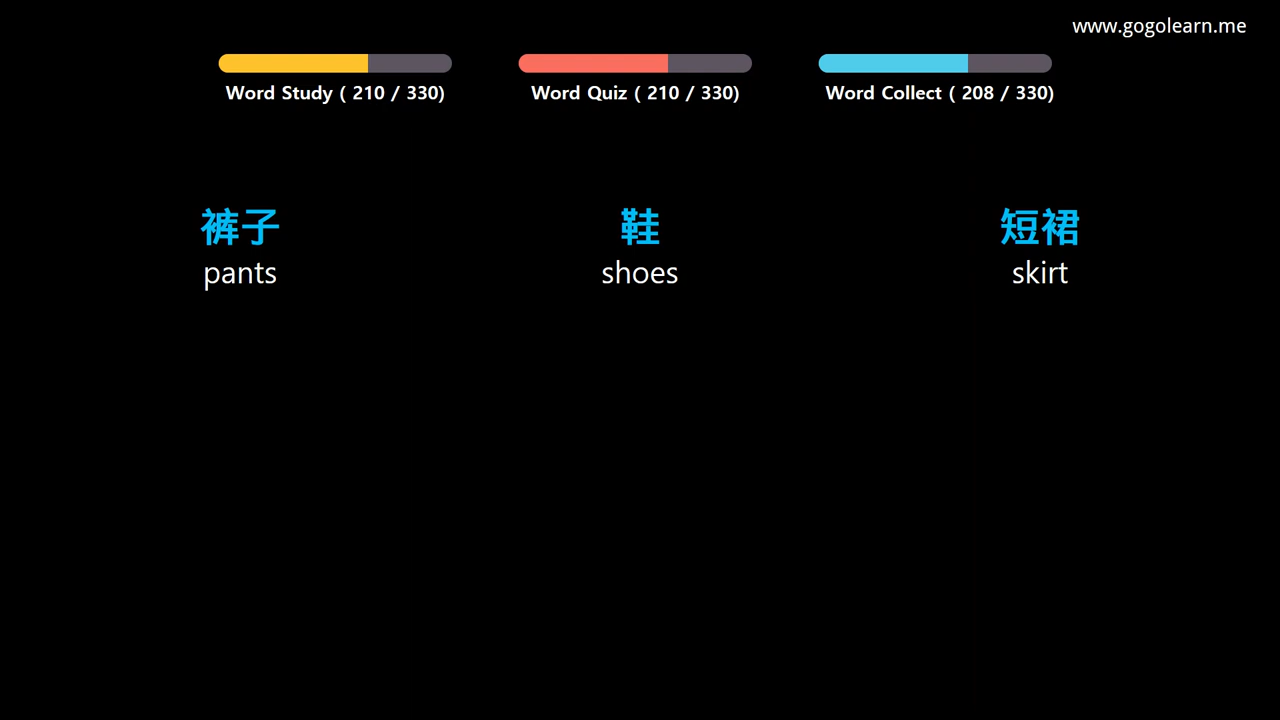 www.gogolearn.me
Word Study ( 210 / 330)
Word Quiz ( 210 / 330)
Word Collect ( 208 / 330)
裤子
pants
鞋
shoes
短裙
skirt